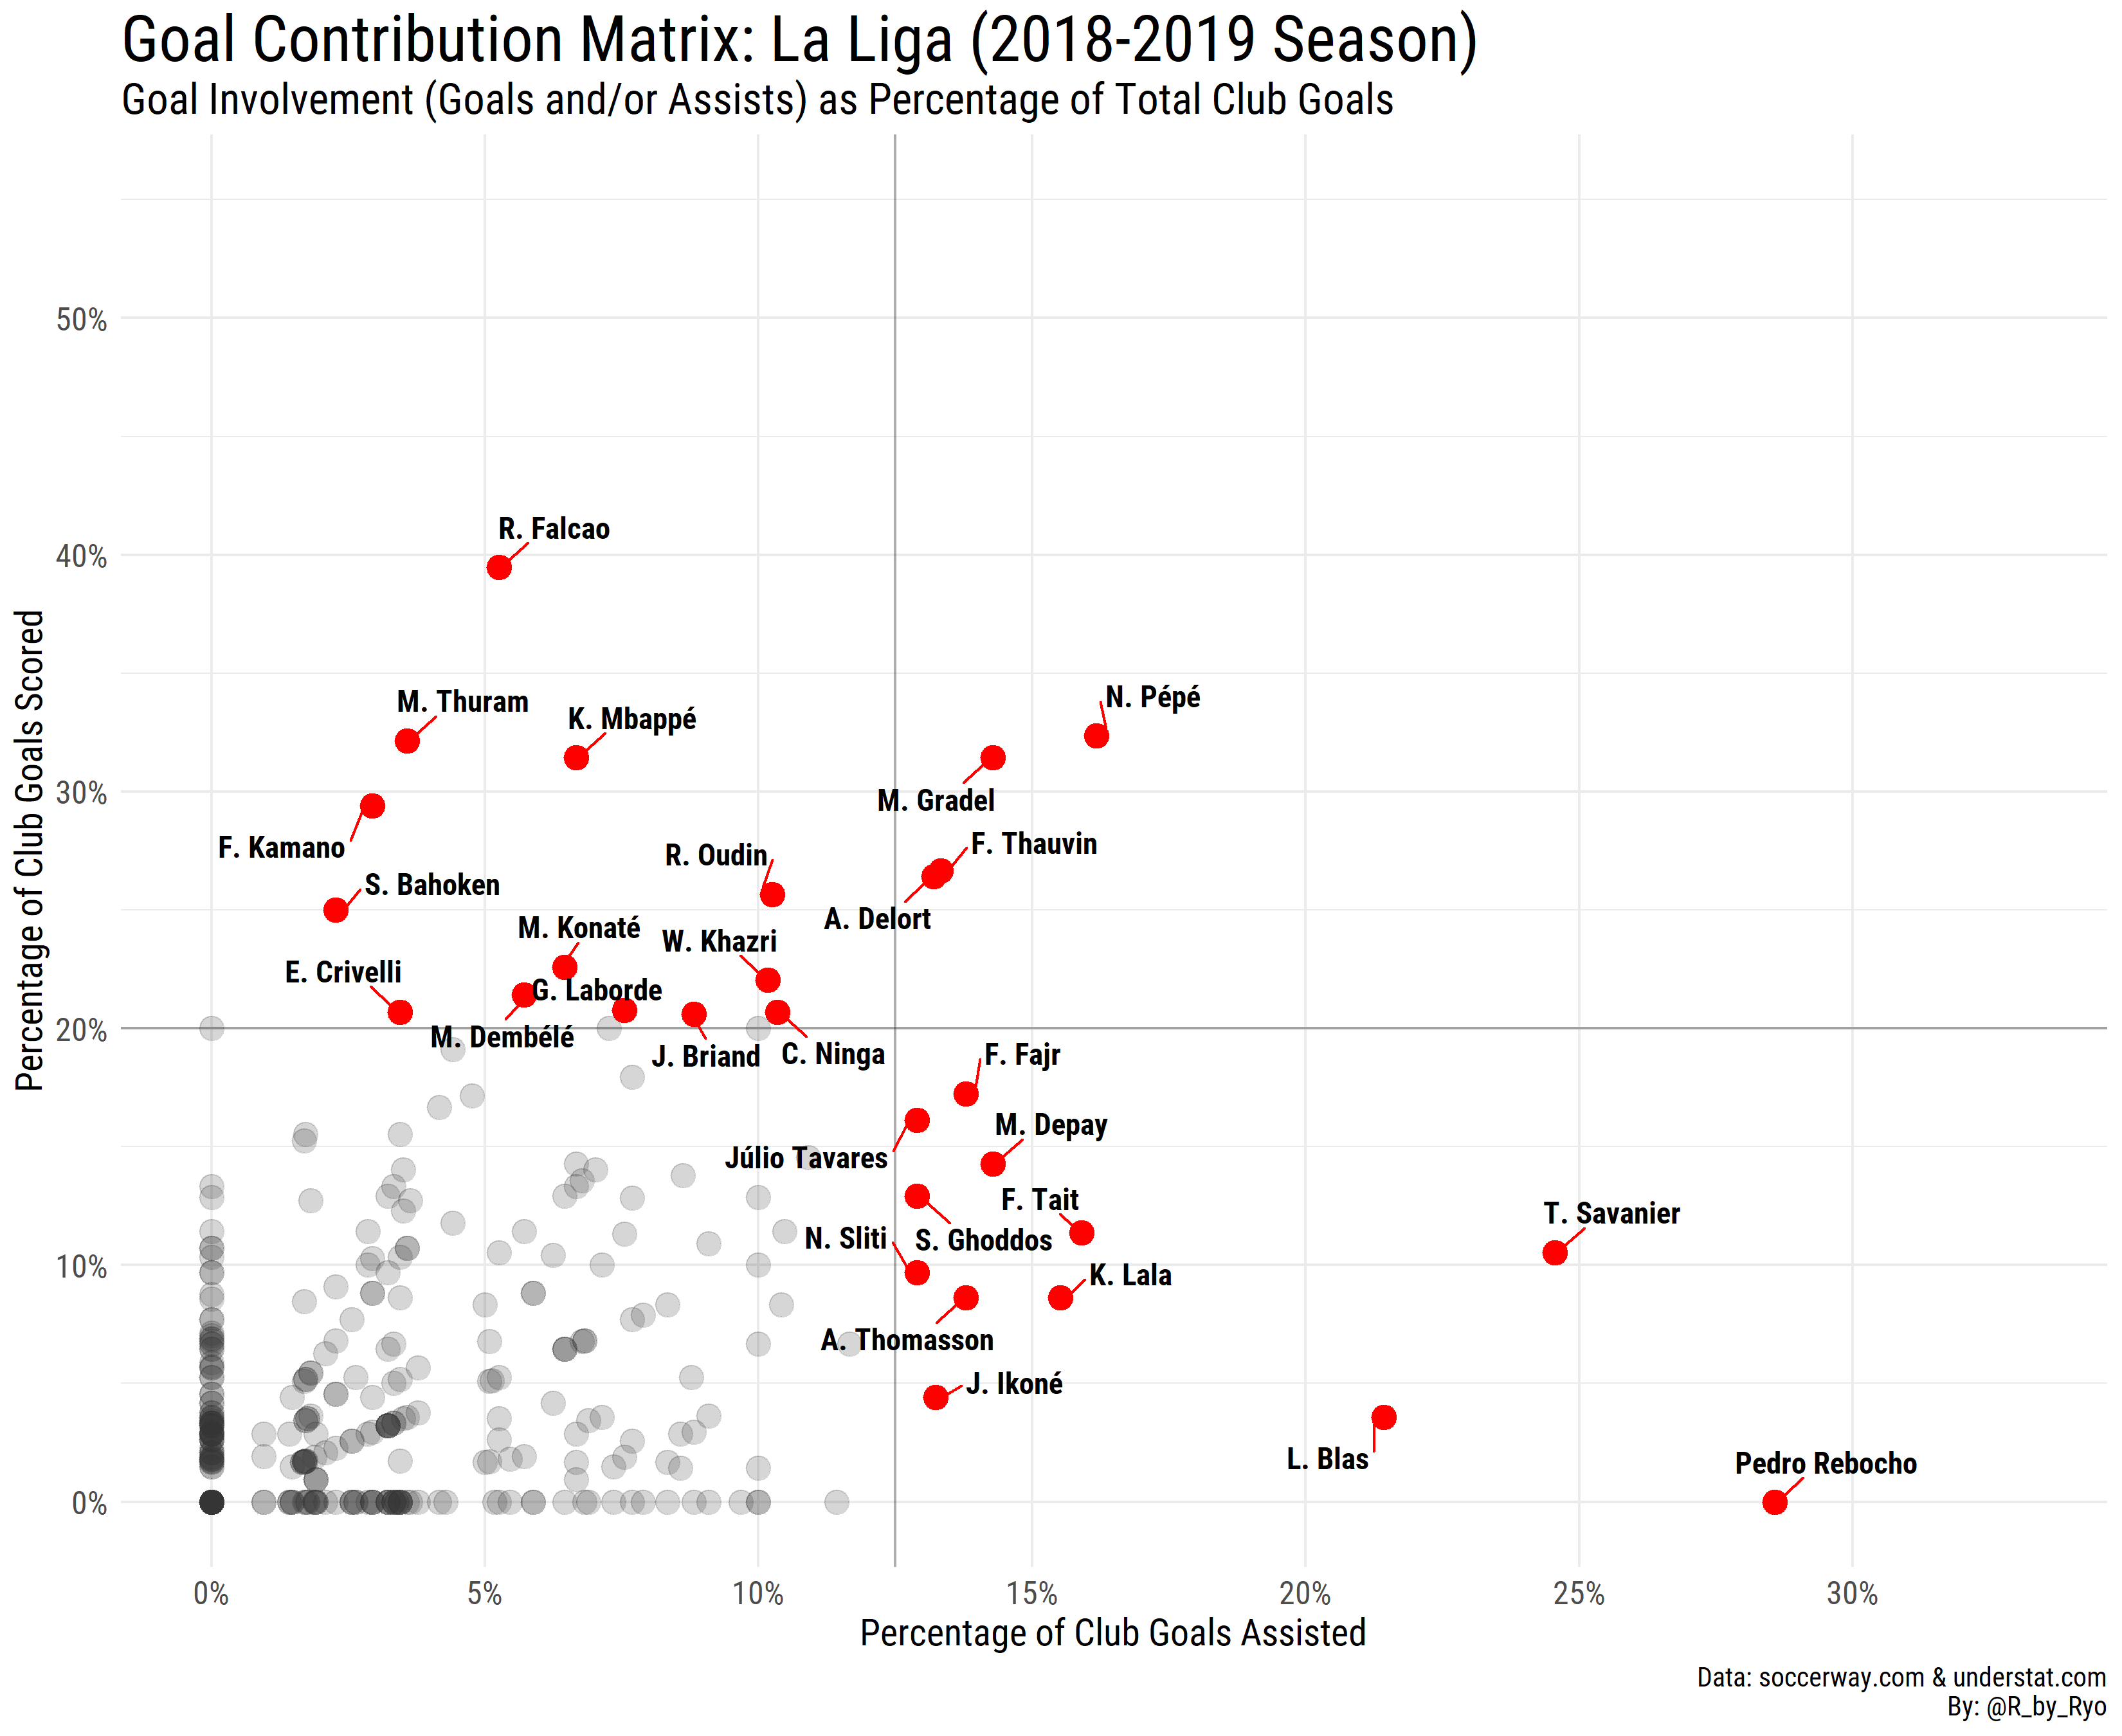 Goal Contribution Matrix: La Liga (2018-2019 Season)
Goal Involvement (Goals and/or Assists) as Percentage of Total Club Goals
Percentage of Club Goals Scored
50%
40%
30%
20%
10%
0%
R. Falcao
M. Thuram
K. Mbappé
N. Pépé
M. Gradel
F. Kamano
R. Oudin
F. Thauvin
S. Bahoken
A. Delort
M. Konaté
W. Khazri
E. Crivelli
G. Laborde
M. Dembélé
J. Briand
C. Ninga
F. Fajr
M. Depay
Júlio Tavares
F. Tait
T. Savanier
N. Sliti
S. Ghoddos
K. Lala
A. Thomasson
J. Ikoné
L. Blas
Pedro Rebocho
0%
5%
10%
15%
20%
25%
30%
Percentage of Club Goals Assisted
Data: soccerway.com & understat.com
By: @R_by_Ryo